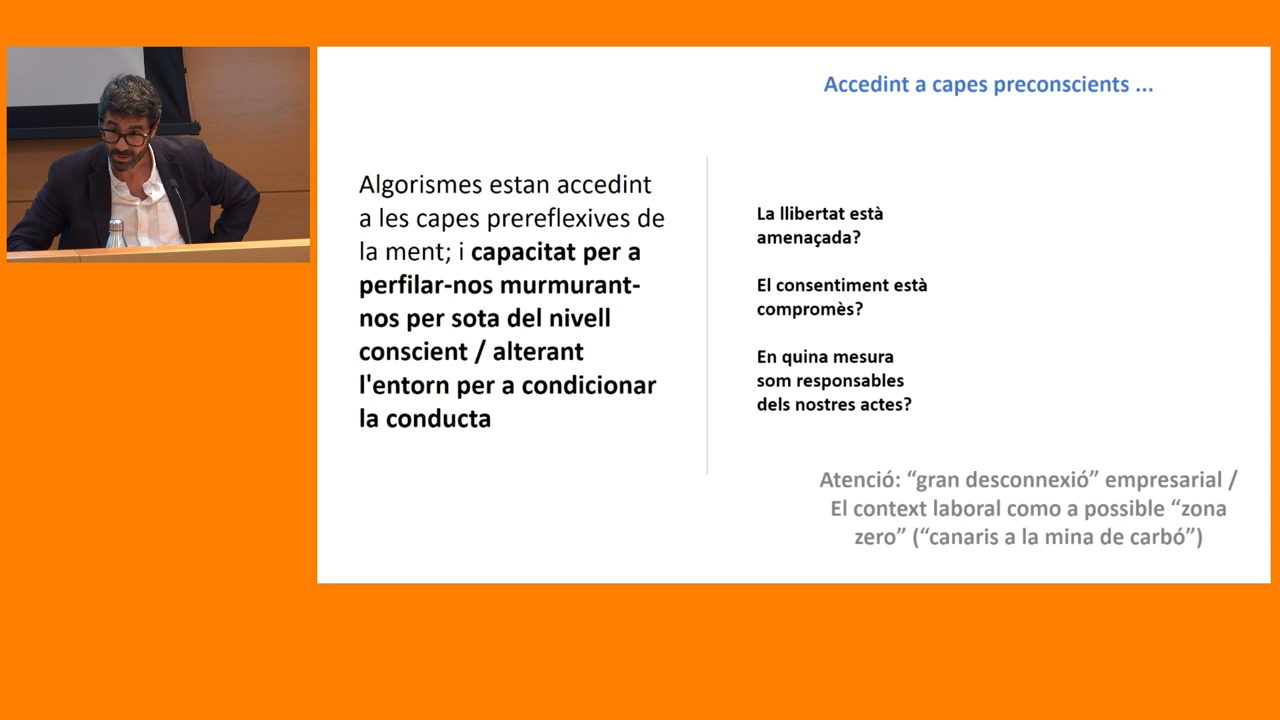 Accedint a capes preconscients ...
Algorismes estan accedint
a les capes prereflexives de
la ment; i capacitat per a
perfilar-nos murmurant-
nos per sota del nivell
conscient / alterant
l'entorn per a condicionar
la conducta
La llibertat està
amenaçada?
El consentiment està
compromès?
En quina mesura
som responsables
dels nostres actes?
Atenció: “gran desconnexió” empresarial /
El context laboral como a possible “zona
zero” (“canaris a la mina de carbó”)